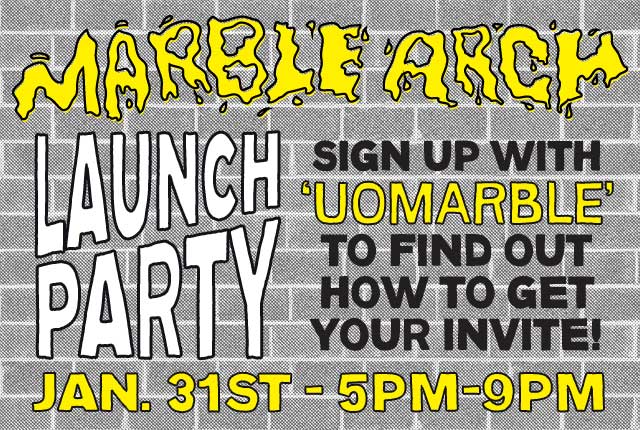 MARBLE ARCH
LAUNCH
PARTY
SIGN UP WITH
‘UOMARBLE’
TO FIND OUT
HOW TO GET
YOUR INVITE!
JAN. 31ST - 5PM-9PM